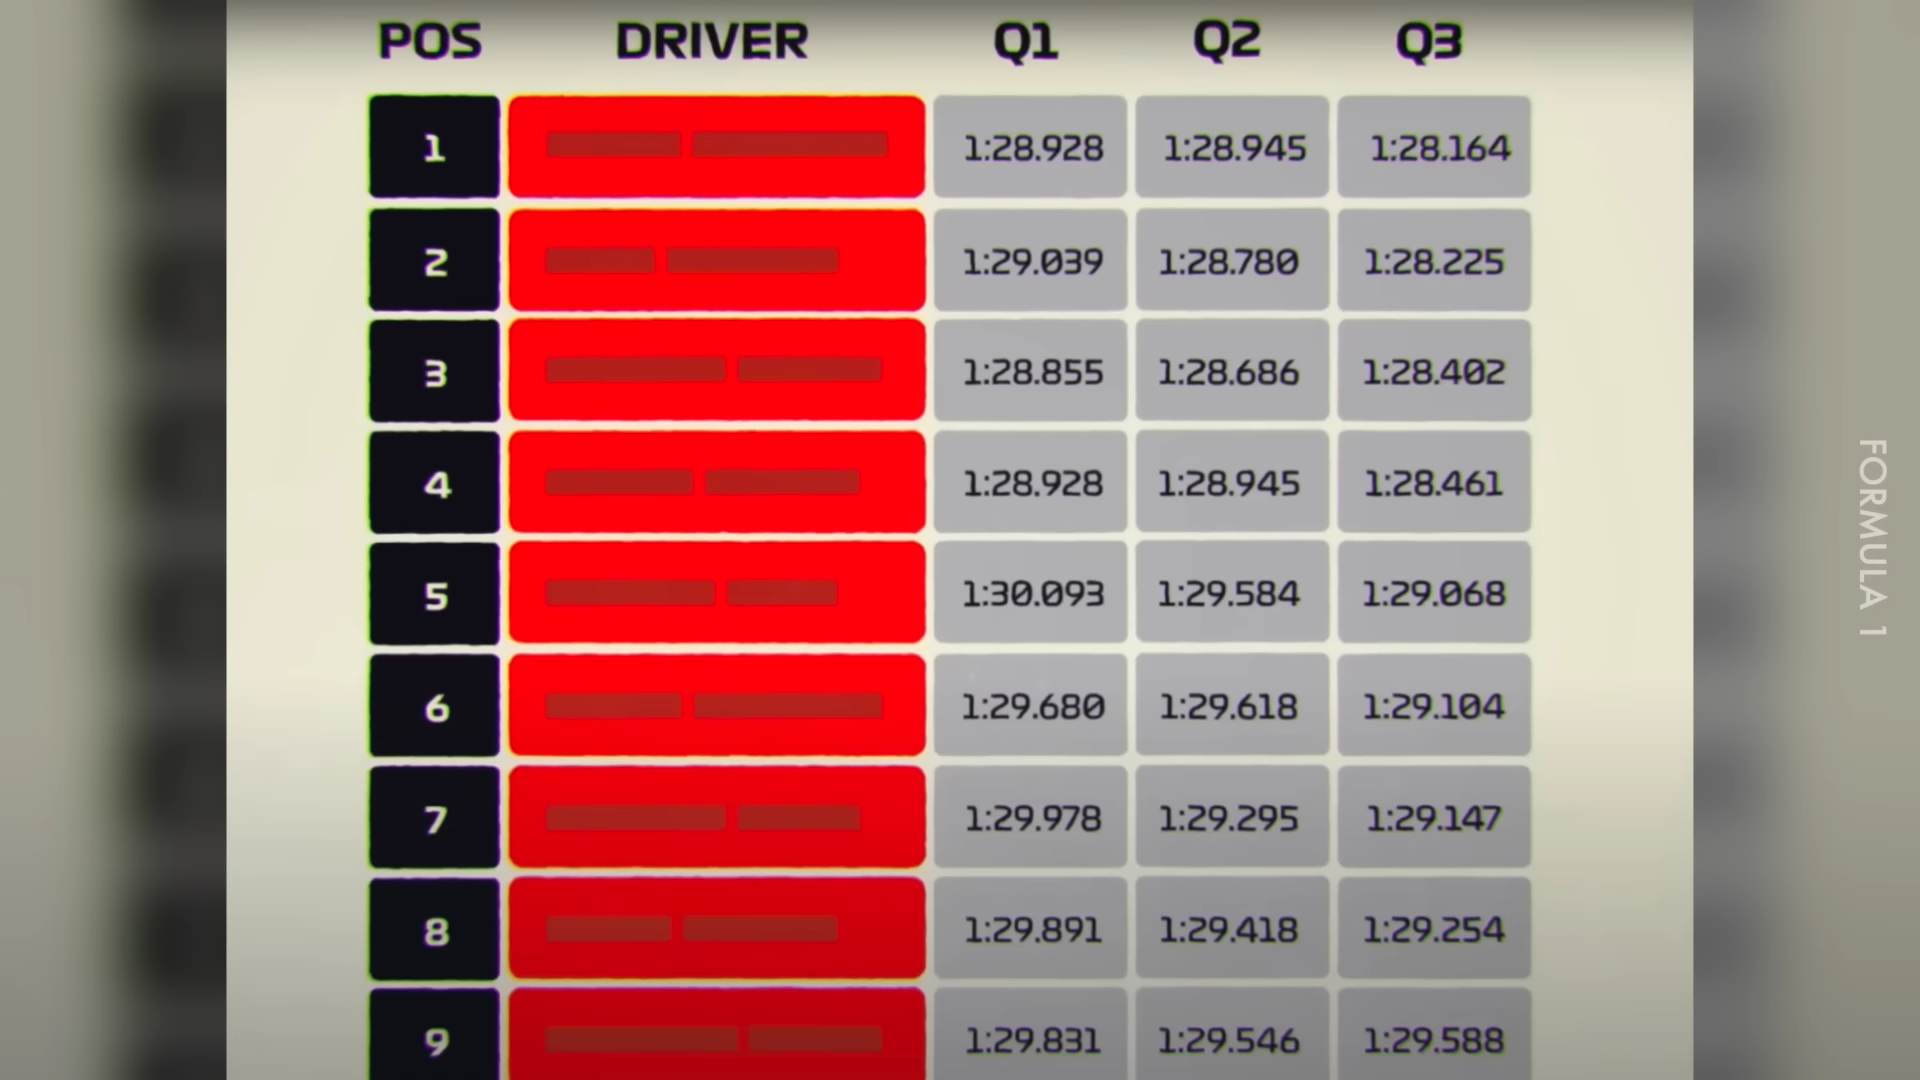 POS DRIVER Q1 Q2 Q3
1 1:28.928 1:28.945 1:28.164
2 1:29.039 1:28.780 1:28.225
3 1:28.855 1:28.686 1:28.402
4 1:28.928 1:28.945 1:28.461
5 1:30.093 1:29.584 1:29.068
6 1:29.680 1:29.618 1:29.104
7 1:29.978 1:29.295 1:29.147
8 1:29.891 1:29.418 1:29.254
9 1:29.831 1:29.546 1:29.588
FORMULA 1